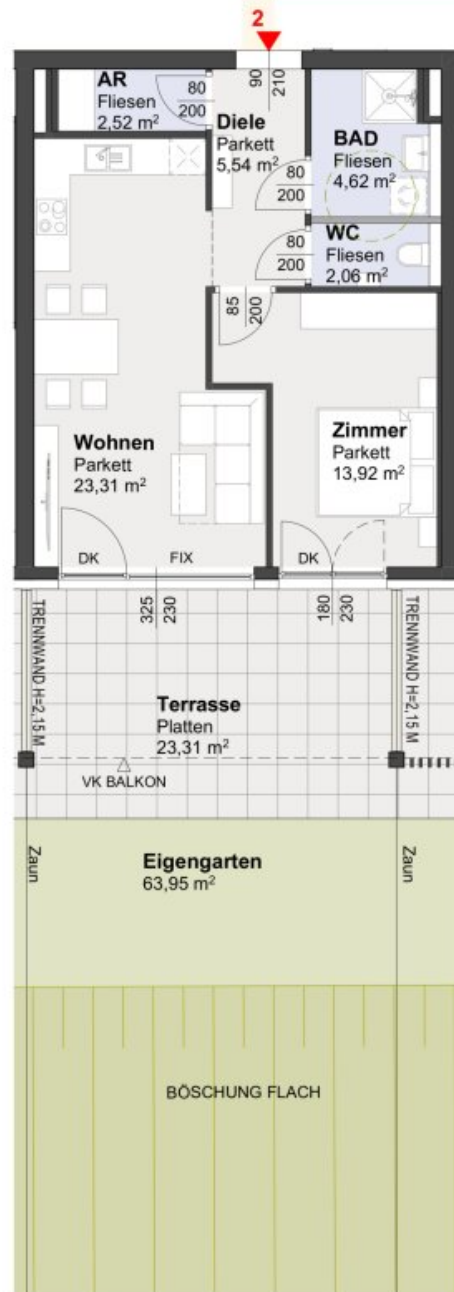 2
AR
Fliesen
2,52 m²
80
200
90
210
Diele
Parkett
5,54 m²
BAD
Fliesen
4,62 m²
80
200
WC
Fliesen
2,06 m²
80
200
85
200
Wohnen
Parkett
23,31 m²
Zimmer
Parkett
13,92 m²
DK
FIX
DK
325
230
180
230
TRENNWAND H=2,15 M
TRENNWAND H=2,15 M
Terrasse
Platten
23,31 m²
VK BALKON
Zaun
Eigengarten
63,95 m²
Zaun
BÖSCHUNG FLACH